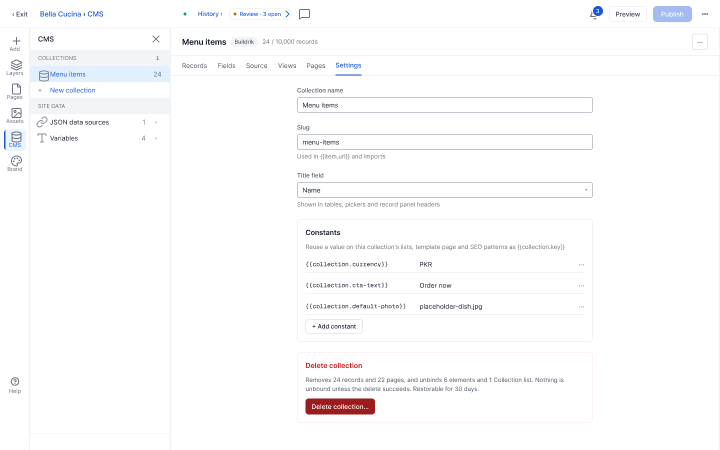 ‹ Exit
Bella Cucina › CMS
History ›
Review · 3 open
3
Preview
Publish
Add
Layers
Pages
Assets
CMS
Brand
Help
CMS
COLLECTIONS 1
Menu items 24
+ New collection
SITE DATA
JSON data sources 1
Variables 4
Menu items Buildrik 24 / 10,000 records
Records Fields Source Views Pages Settings
Collection name
Menu items
Slug
menu-items
Used in {{item.url}} and imports
Title field
Name
Shown in tables, pickers and record panel headers
Constants
Reuse a value on this collection's lists, template page and SEO patterns as {{collection.key}}
{{collection.currency}} PKR
{{collection.cta-text}} Order now
{{collection.default-photo}} placeholder-dish.jpg
+ Add constant
Delete collection
Removes 24 records and 22 pages, and unbinds 6 elements and 1 Collection list. Nothing is
unbound unless the delete succeeds. Restorable for 30 days.
Delete collection...